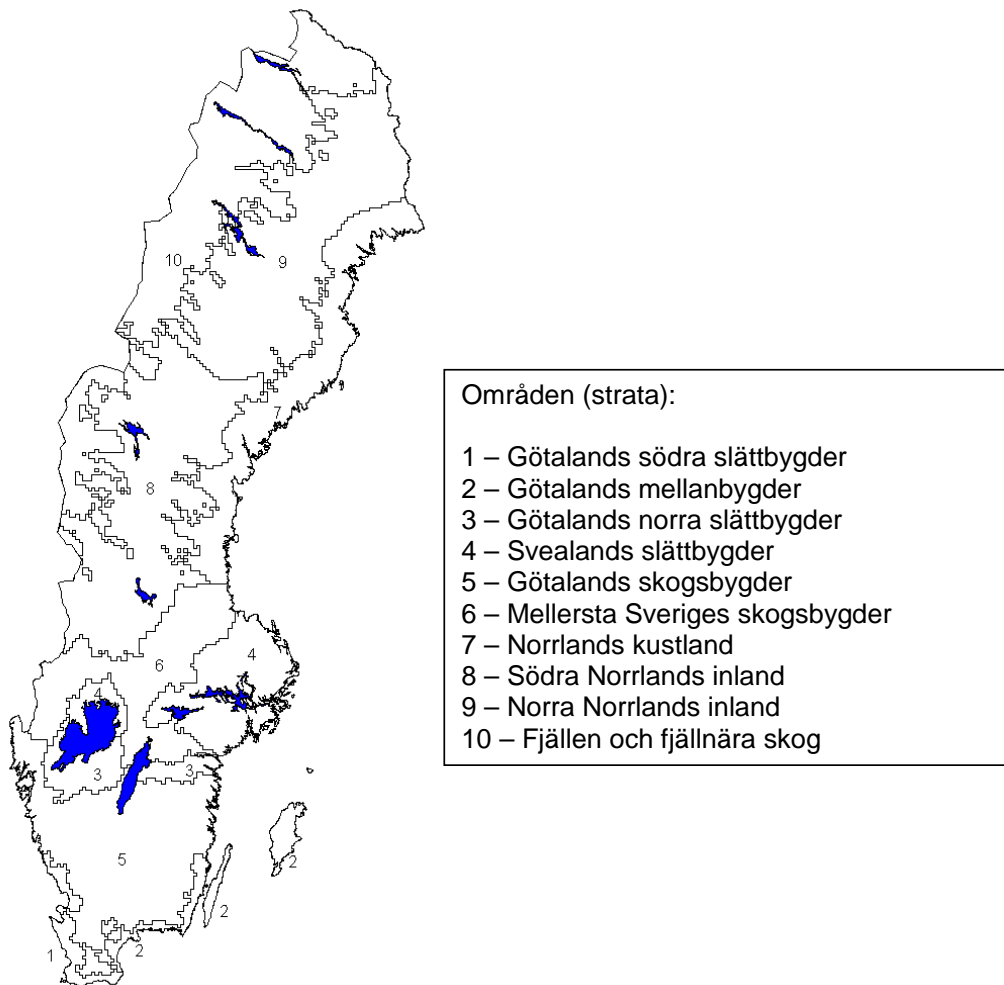 10
9
7
8
6
4
4
3
3
5
2
2
1
2
Områden (strata):
1 – Götalands södra slättbygder
2 – Götalands mellanbygder
3 – Götalands norra slättbygder
4 – Svealands slättbygder
5 – Götalands skogsbygder
6 – Mellersta Sveriges skogsbygder
7 – Norrlands kustland
8 – Södra Norrlands inland
9 – Norra Norrlands inland
10 – Fjällen och fjällnära skog